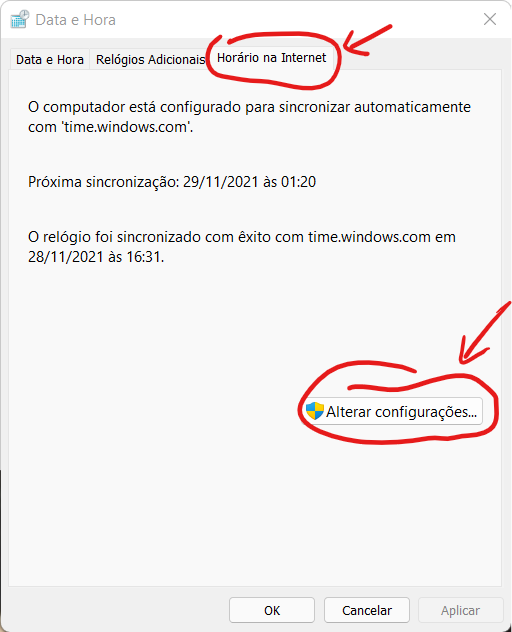 Data e Hora
Data e Hora Relógios Adicionais Horário na Internet
O computador está configurado para sincronizar automaticamente
com 'time.windows.com'.
Próxima sincronização: 29/11/2021 às 01:20
O relógio foi sincronizado com êxito com time.windows.com em
28/11/2021 às 16:31.
Alterar configurações...
OK Cancelar Aplicar